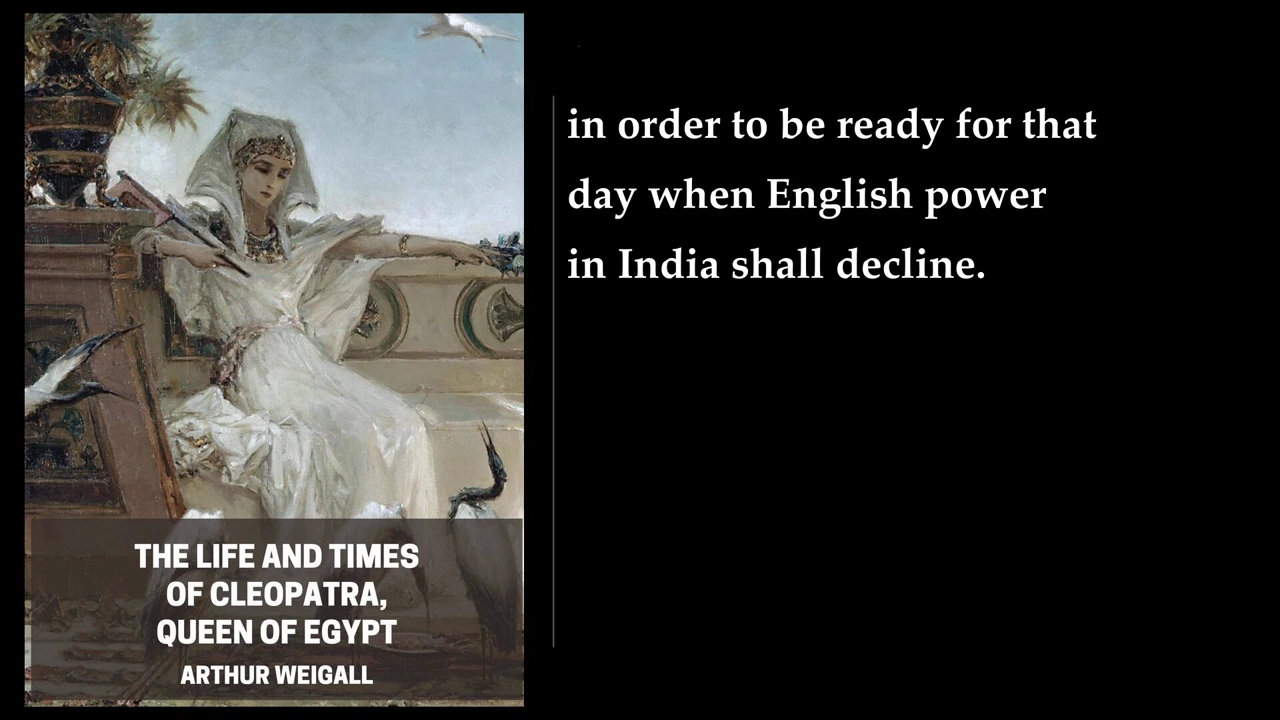 in order to be ready for that
day when English power
in India shall decline.
THE LIFE AND TIMES
OF CLEOPATRA,
QUEEN OF EGYPT
ARTHUR WEIGALL